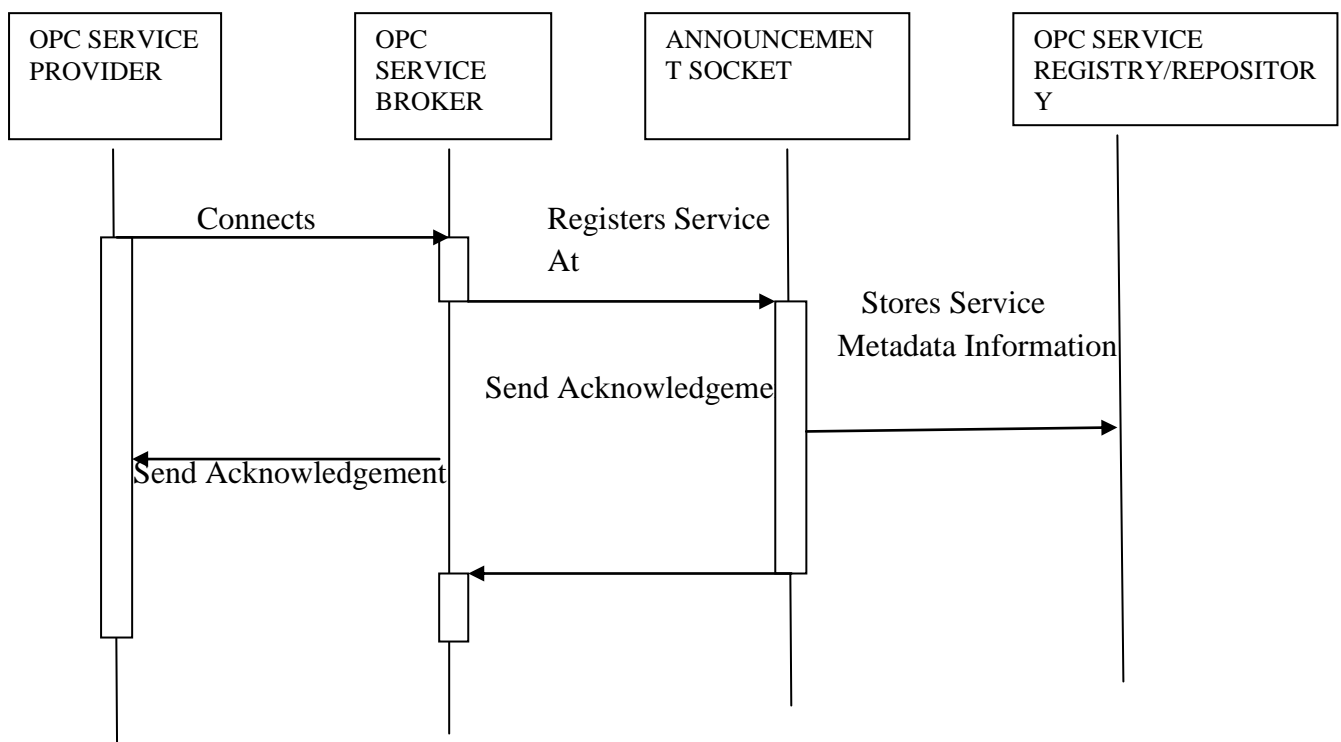 OPC SERVICE
PROVIDER
OPC
SERVICE
BROKER
ANNOUNCEMEN
T SOCKET
OPC SERVICE
REGISTRY/REPOSITOR
Y
Connects
Registers Service
At
Stores Service
Metadata Information
Send Acknowledgeme
Send Acknowledgement